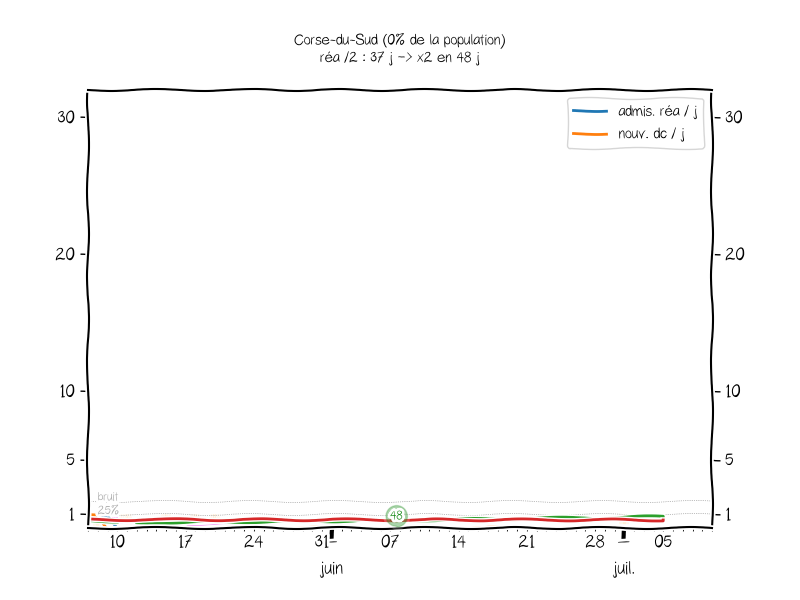 Corse-du-Sud (0% de la population)
réa /2 : 37 j -> x2 en 48 j
admis. réa / j
nouv. dc / j
30
30
20
20
10
10
5
5
bruit
25%
1
1
48
10 17 24 31 07 14 21 28 05
juin juil.